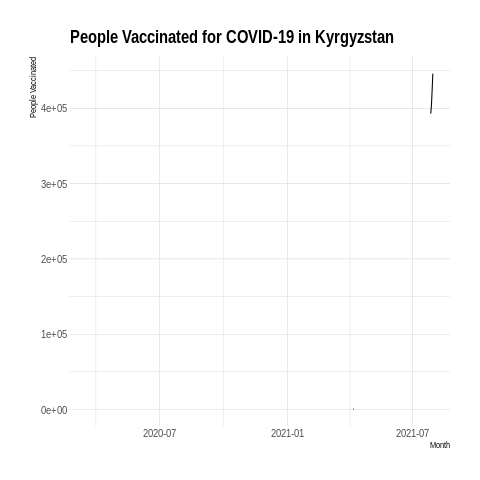 People Vaccinated for COVID-19 in Kyrgyzstan
People Vaccinated
4e+05
3e+05
2e+05
1e+05
0e+00
2020-07
2021-01
2021-07
Month